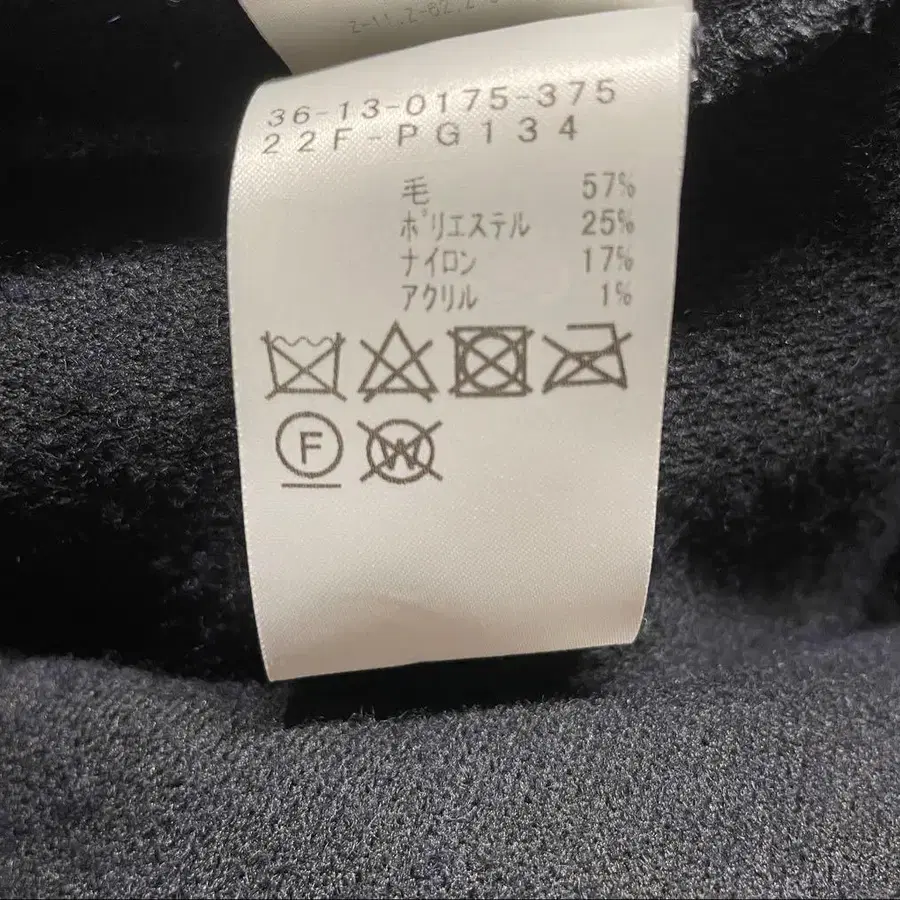 36-13-0175-375
22F-PG134
毛 57%
ポリエステル 25%
ナイロン 17%
アクリル 1%
F
W